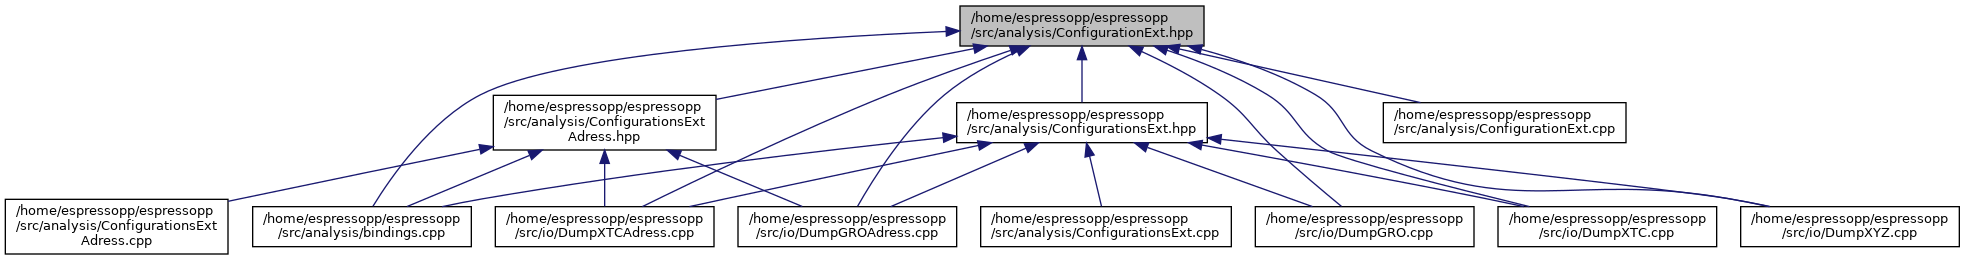 /home/espressopp/espressopp
/src/analysis/ConfigurationExt.hpp
/home/espressopp/espressopp
/src/analysis/ConfigurationsExt
Adress.hpp
/home/espressopp/espressopp
/src/analysis/ConfigurationsExt.hpp
/home/espressopp/espressopp
/src/analysis/ConfigurationExt.cpp
/home/espressopp/espressopp
/src/analysis/ConfigurationsExt
Adress.cpp
/home/espressopp/espressopp
/src/analysis/bindings.cpp
/home/espressopp/espressopp
/src/io/DumpXTCAdress.cpp
/home/espressopp/espressopp
/src/io/DumpGROAdress.cpp
/home/espressopp/espressopp
/src/analysis/ConfigurationsExt.cpp
/home/espressopp/espressopp
/src/io/DumpGRO.cpp
/home/espressopp/espressopp
/src/io/DumpXTC.cpp
/home/espressopp/espressopp
/src/io/DumpXYZ.cpp